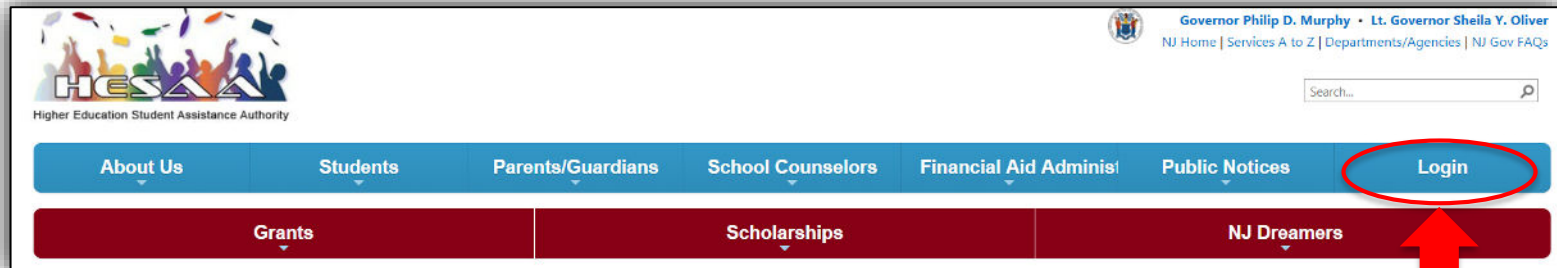 Governor Philip D. Murphy • Lt. Governor Sheila Y. Oliver
NJ Home | Services A to Z | Departments/Agencies | NJ Gov FAQs
HESAA
Higher Education Student Assistance Authority
Search...
About Us Students Parents/Guardians School Counselors Financial Aid Administ Public Notices Login
Grants Scholarships NJ Dreamers